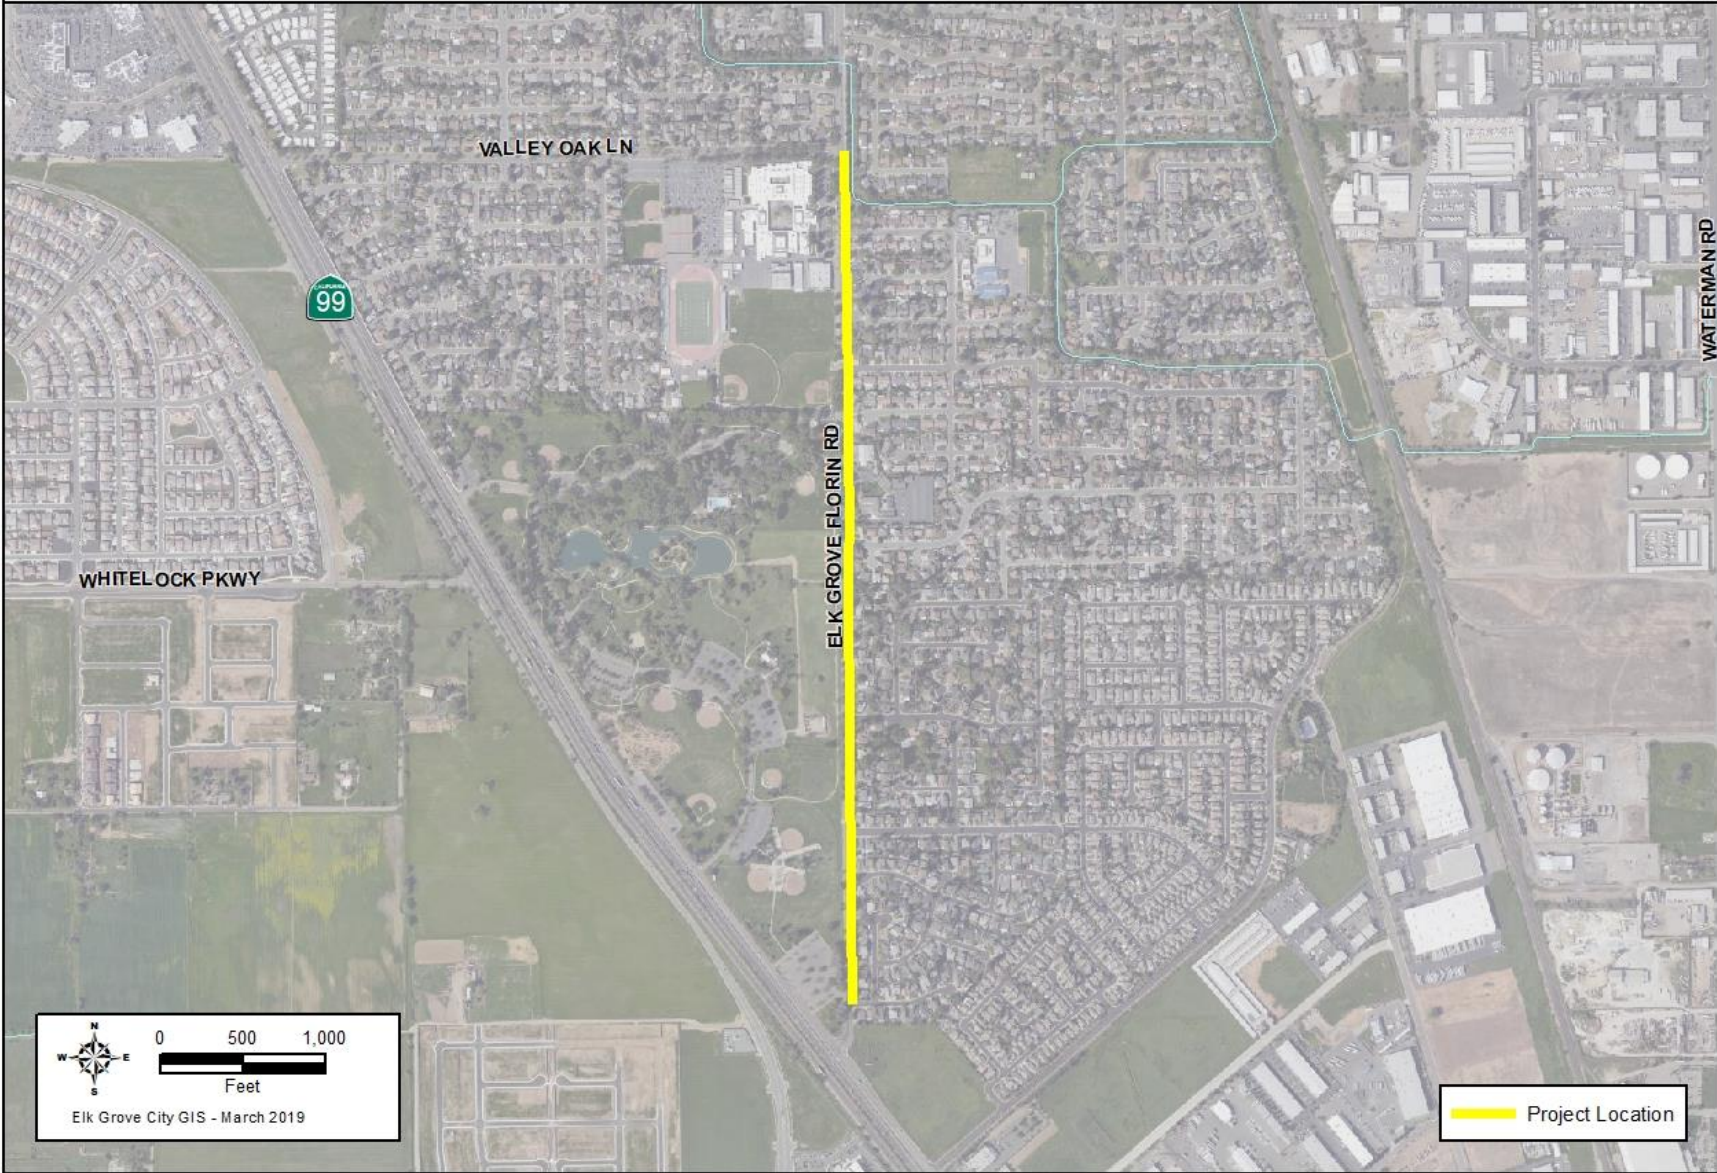 VALLEY OAK LN
CALIFORNIA
99
WATERMAN RD
ELK GROVE FLORIN RD
WHITELOCK PKWY
N
W E
S
0 500 1,000
Feet
Elk Grove City GIS - March 2019
Project Location